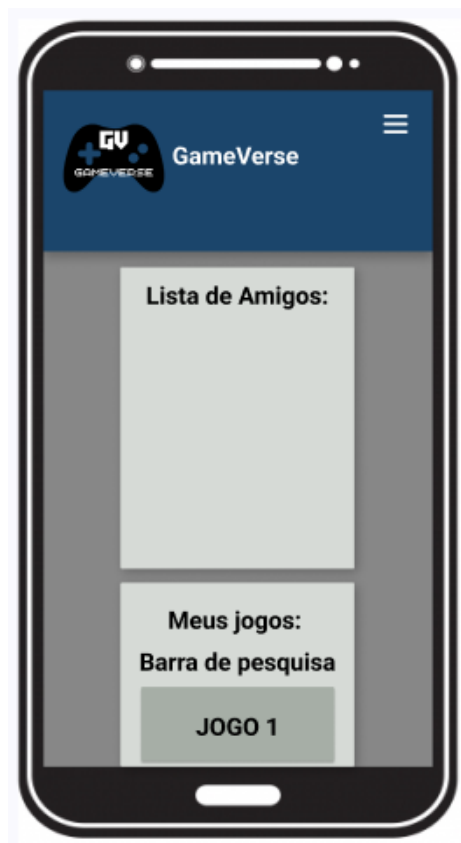 GV
GAMEVERSE
GameVerse
Lista de Amigos:
Meus jogos:
Barra de pesquisa
JOGO 1